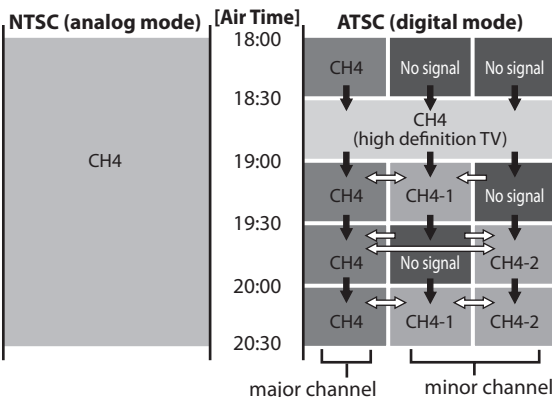 NTSC (analog mode) [Air Time] ATSC (digital mode)
18:00
CH4 No signal No signal
18:30
CH4
(high definition TV)
19:00
CH4
CH4 CH4-1 No signal
19:30
CH4 No signal CH4-2
20:00
CH4 CH4-1 CH4-2
20:30
major channel minor channel